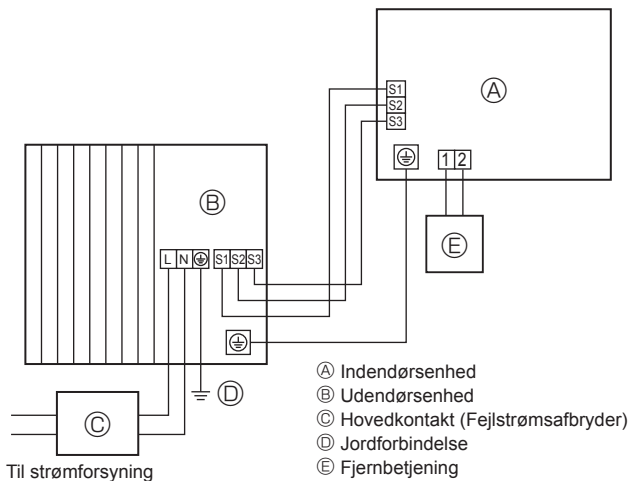 S1
S2
S3
Ⓐ
1 2
Ⓔ
Ⓑ
L N S1 S2 S3
Ⓓ
Ⓒ
Til strømforsyning
Ⓐ Indendørsenhed
Ⓑ Udendørsenhed
Ⓒ Hovedkontakt (Fejlstrømsafbryder)
Ⓓ Jordforbindelse
Ⓔ Fjernbetjening